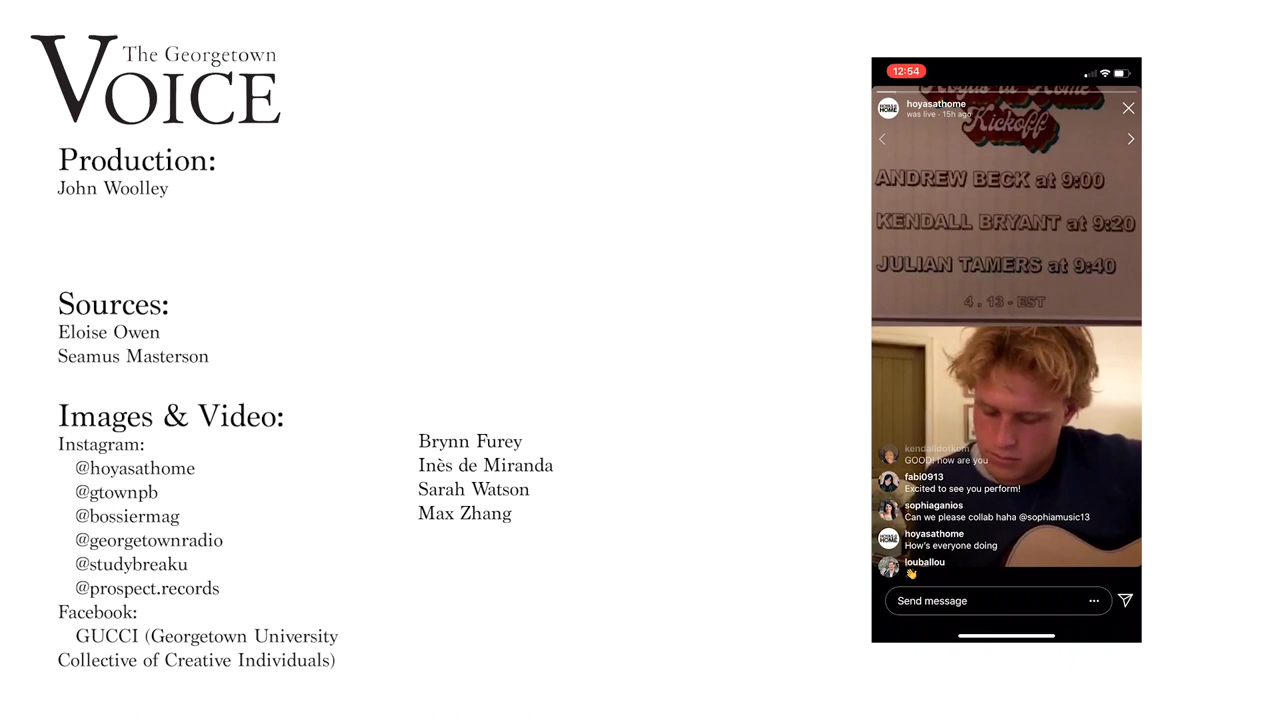 The Georgetown
VOICE
Production:
John Woolley
Sources:
Eloise Owen
Seamus Masterson
Images & Video:
Instagram:
@hoyasathome
@gtownpb
@bossiermag
@georgetownradio
@studybreaku
@prospect.records
Facebook:
GUCCI (Georgetown University
Collective of Creative Individuals)
Brynn Furey
Inès de Miranda
Sarah Watson
Max Zhang
12:54
Hoyas at Home
hoyasathome
was live · 15h ago
Kickoff
ANDREW BECK at 9:00
KENDALL BRYANT at 9:20
JULIAN TAMERS at 9:40
4.13 - EST
kendalldotkom
GOOD! how are you
fabi0913
Excited to see you perform!
sophiaganios
Can we please collab haha @sophiamusic13
hoyasathome
How's everyone doing
louballou
👏
Send message